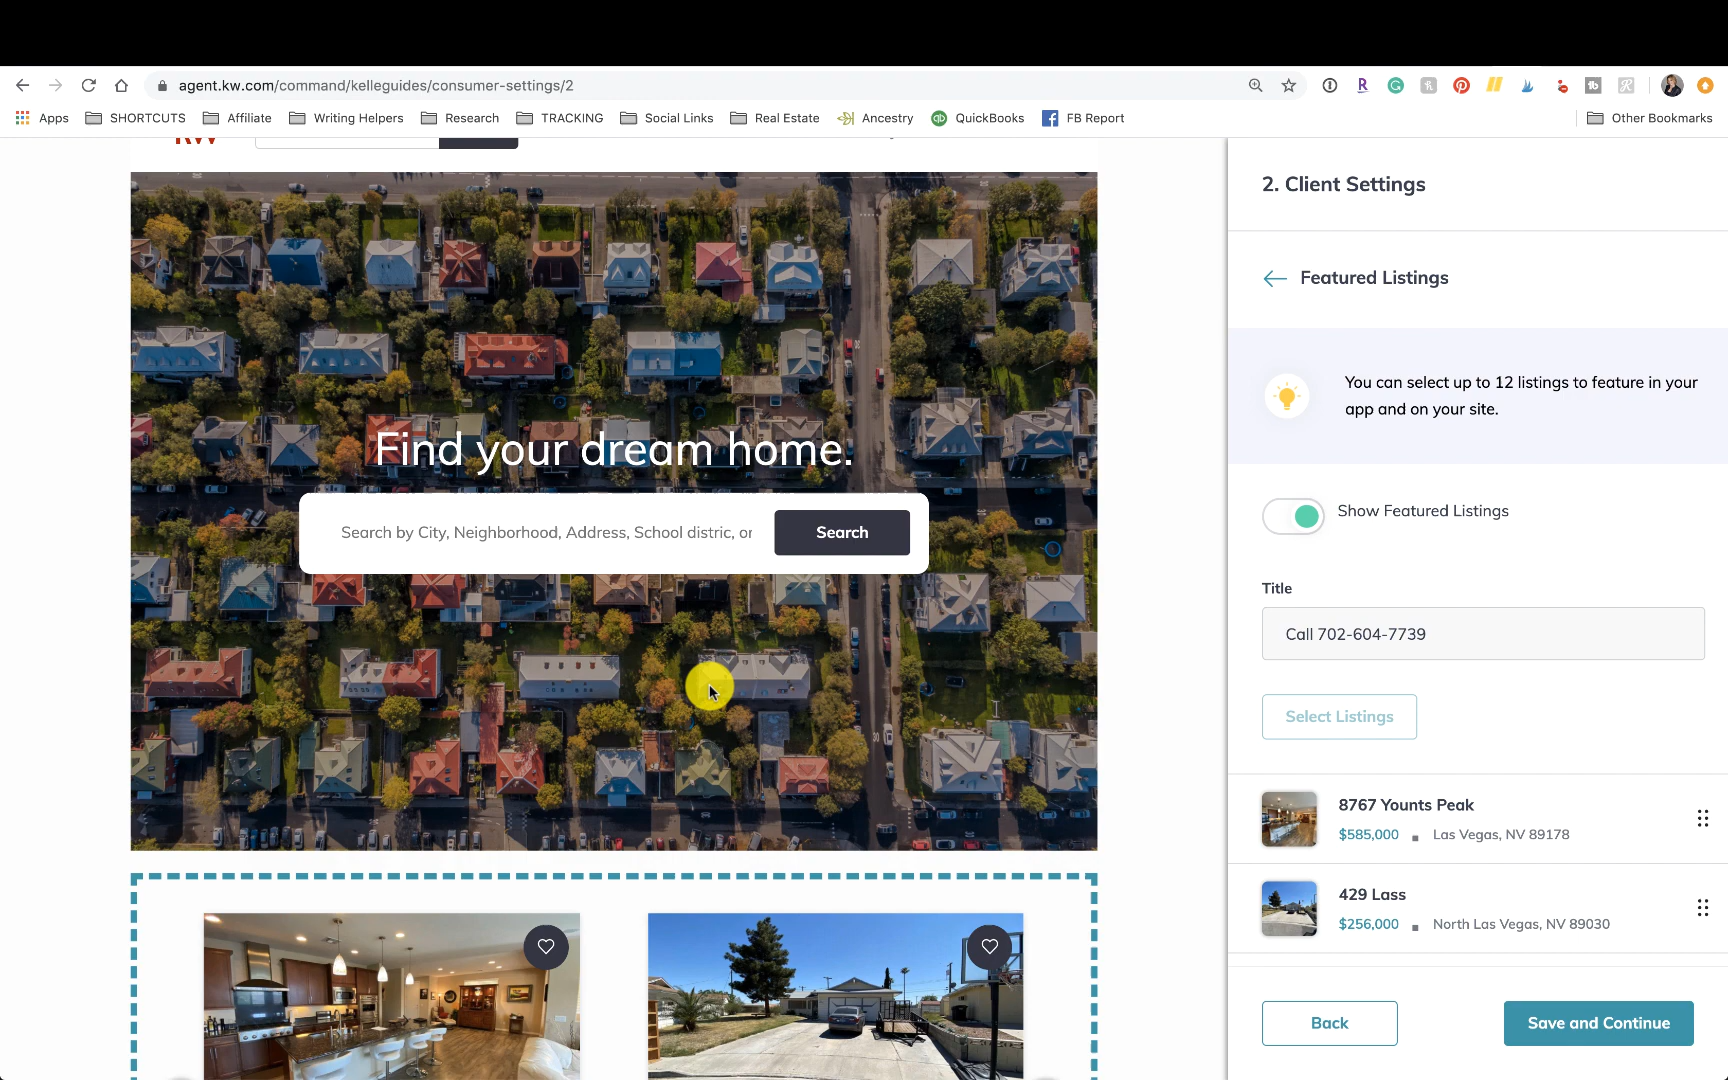 agent.kw.com/command/kelleguides/consumer-settings/2
Apps
SHORTCUTS
Affiliate
Writing Helpers
Research
TRACKING
Social Links
Real Estate
Ancestry
QuickBooks
FB Report
Other Bookmarks
2. Client Settings
Featured Listings
You can select up to 12 listings to feature in your
app and on your site.
Show Featured Listings
Find your dream home.
Search by City, Neighborhood, Address, School distric, or
Search
Title
Call 702-604-7739
Select Listings
8767 Younts Peak
$585,000 ▪ Las Vegas, NV 89178
429 Lass
$256,000 ▪ North Las Vegas, NV 89030
Back
Save and Continue